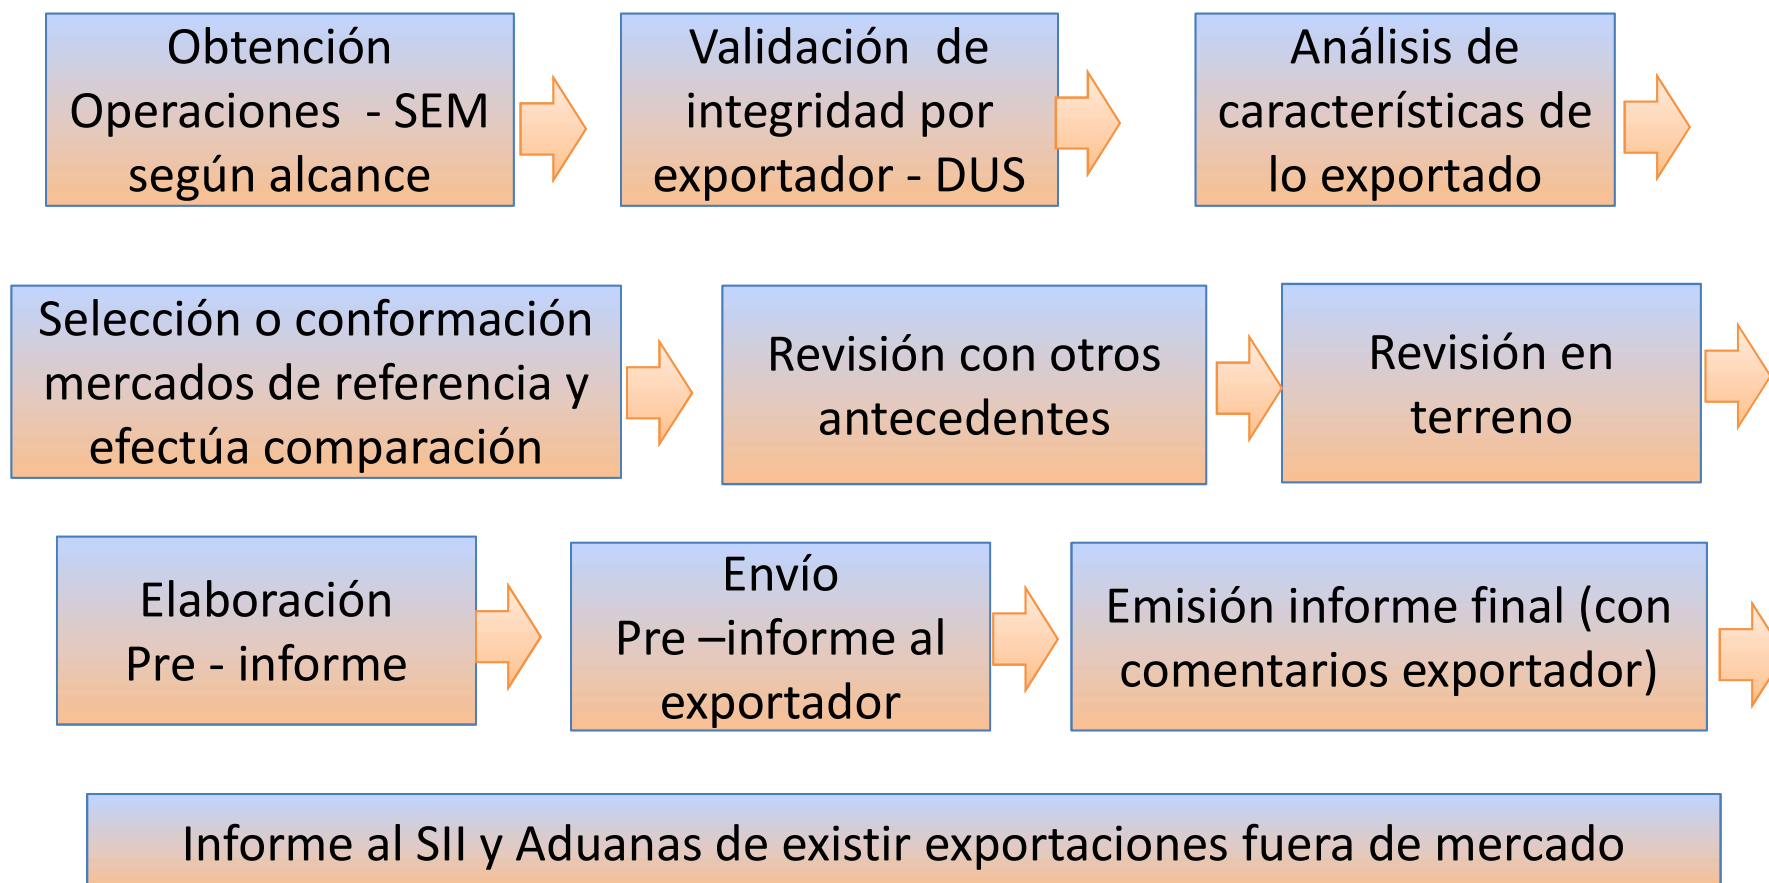 Obtención
Operaciones - SEM
según alcance
Validación de
integridad por
exportador - DUS
Análisis de
características de
lo exportado
Selección o conformación
mercados de referencia y
efectúa comparación
Revisión con otros
antecedentes
Revisión en
terreno
Elaboración
Pre - informe
Envío
Pre –informe al
exportador
Emisión informe final (con
comentarios exportador)
Informe al SII y Aduanas de existir exportaciones fuera de mercado